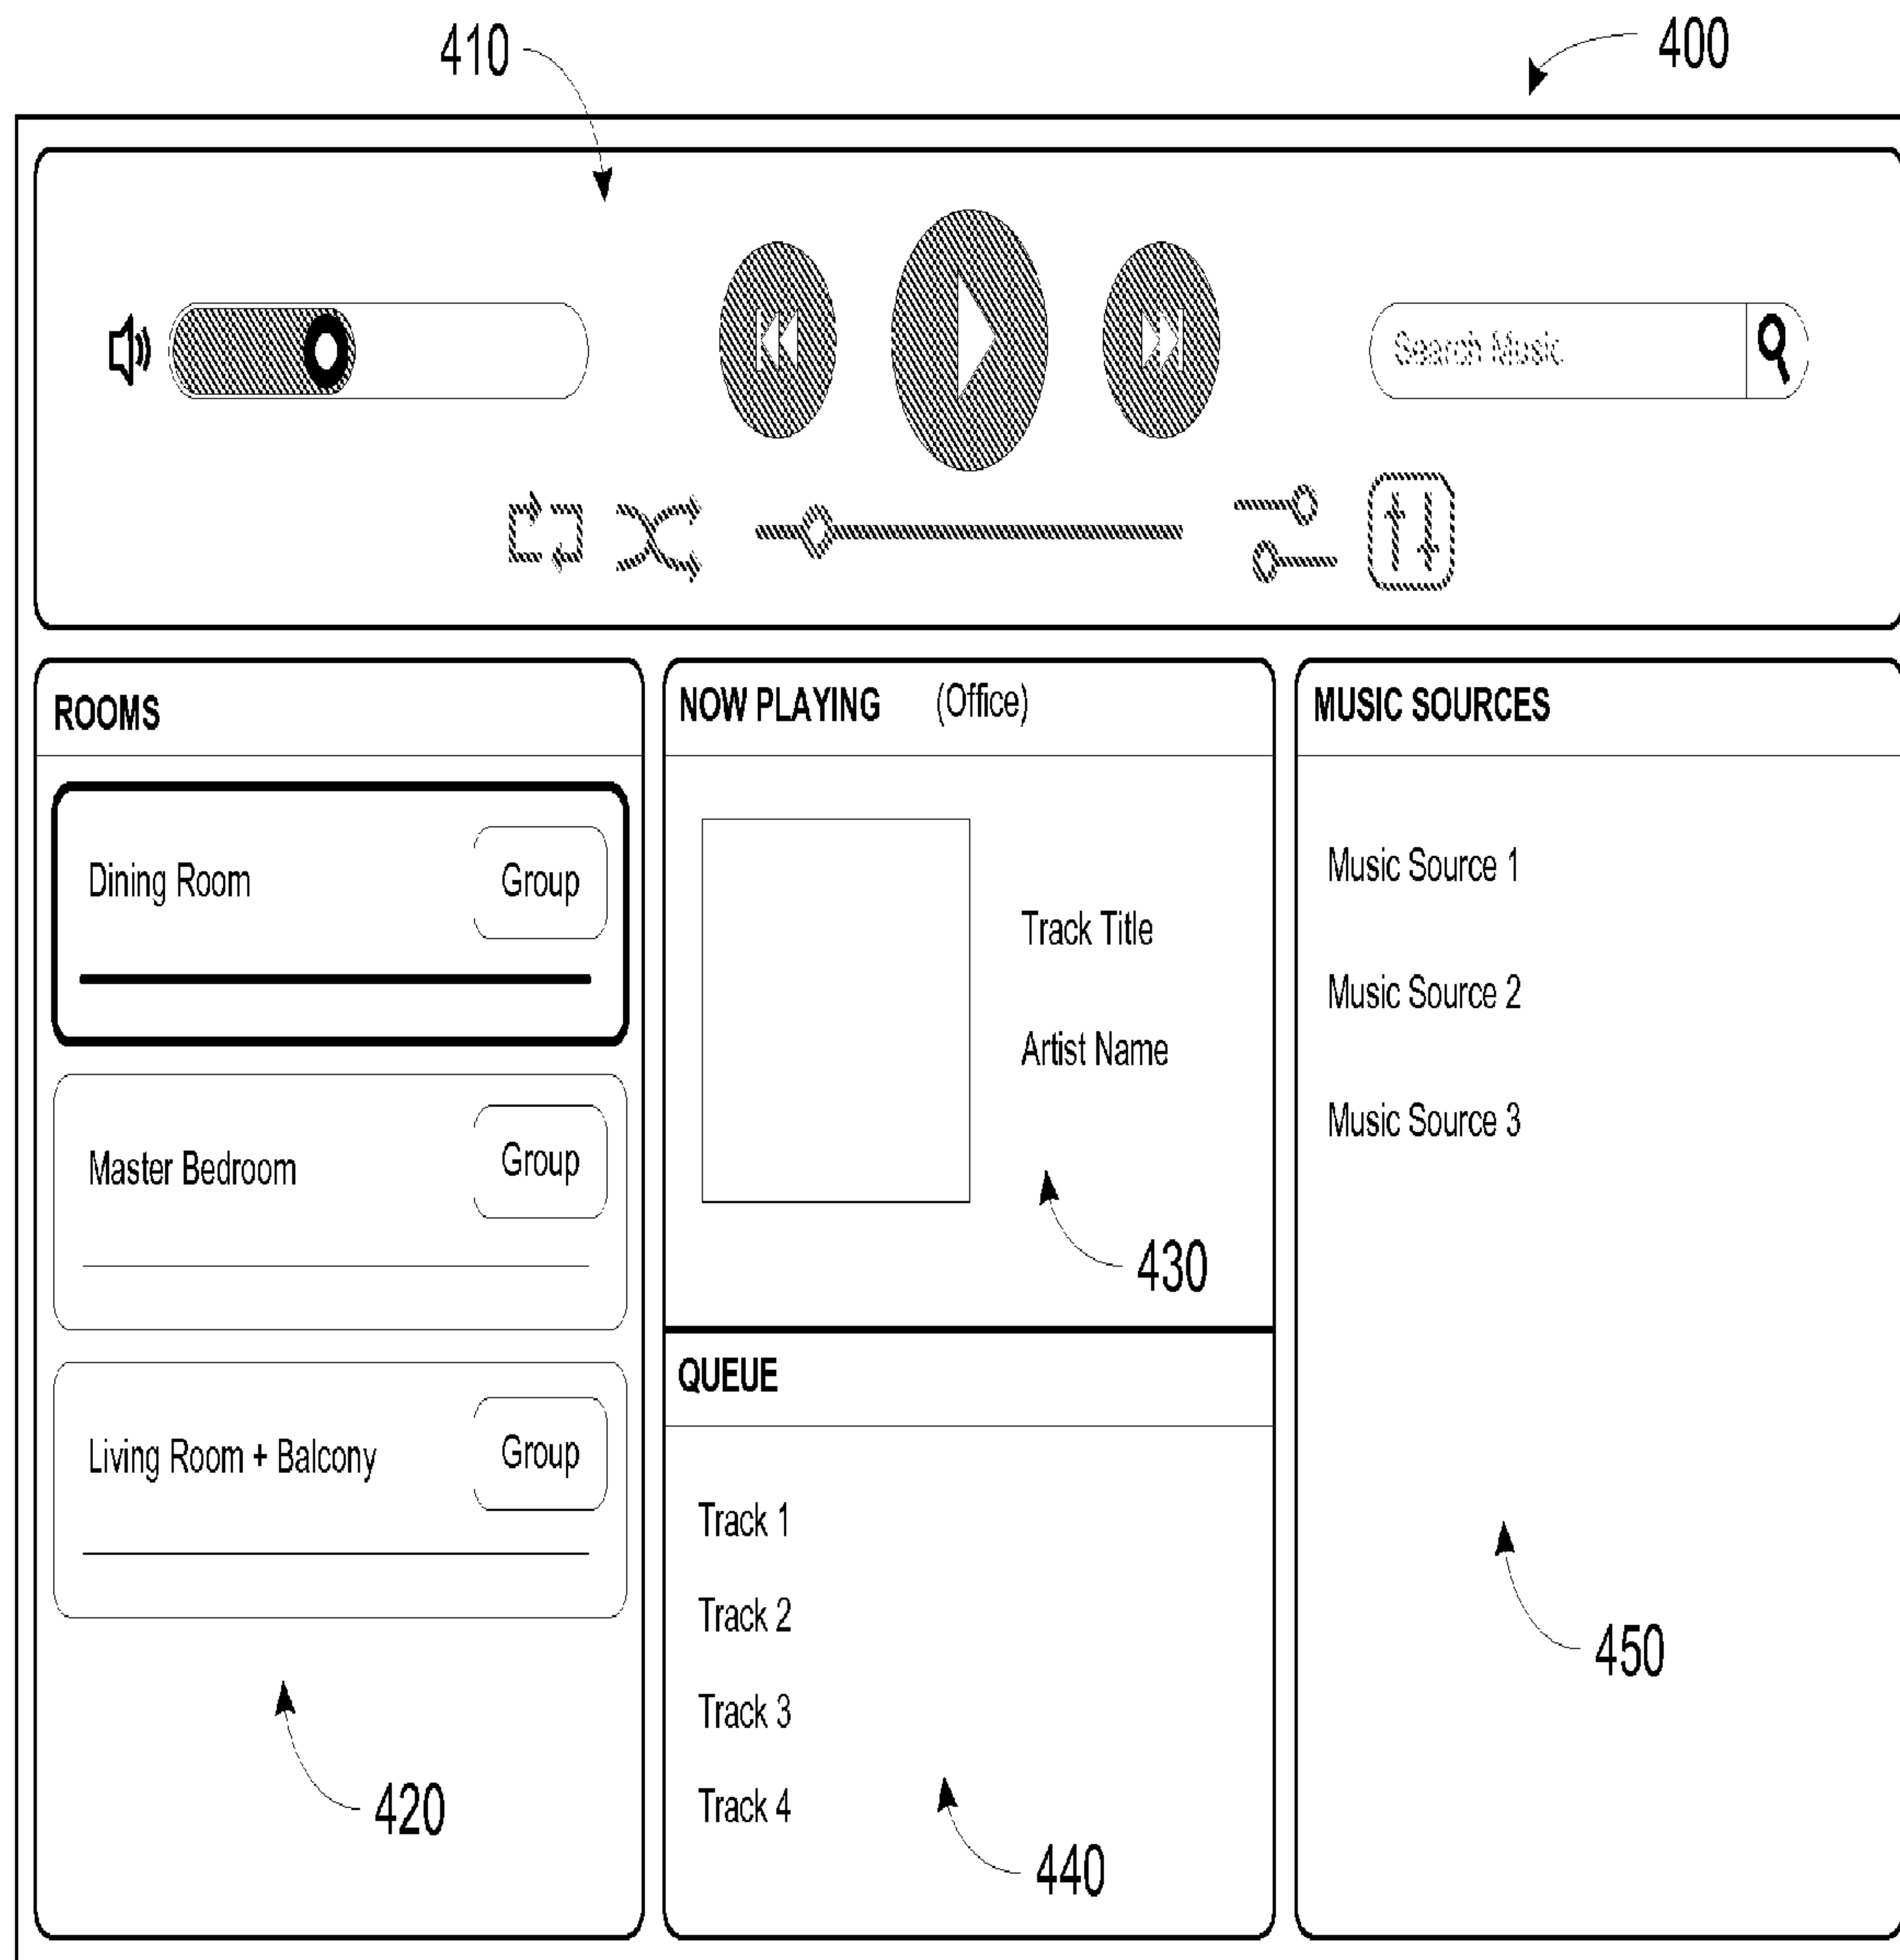 410
400
Search Music
ROOMS
Dining Room
Group
Master Bedroom
Group
Living Room + Balcony
Group
420
NOW PLAYING (Office)
Track Title
Artist Name
430
QUEUE
Track 1
Track 2
Track 3
Track 4
440
MUSIC SOURCES
Music Source 1
Music Source 2
Music Source 3
450